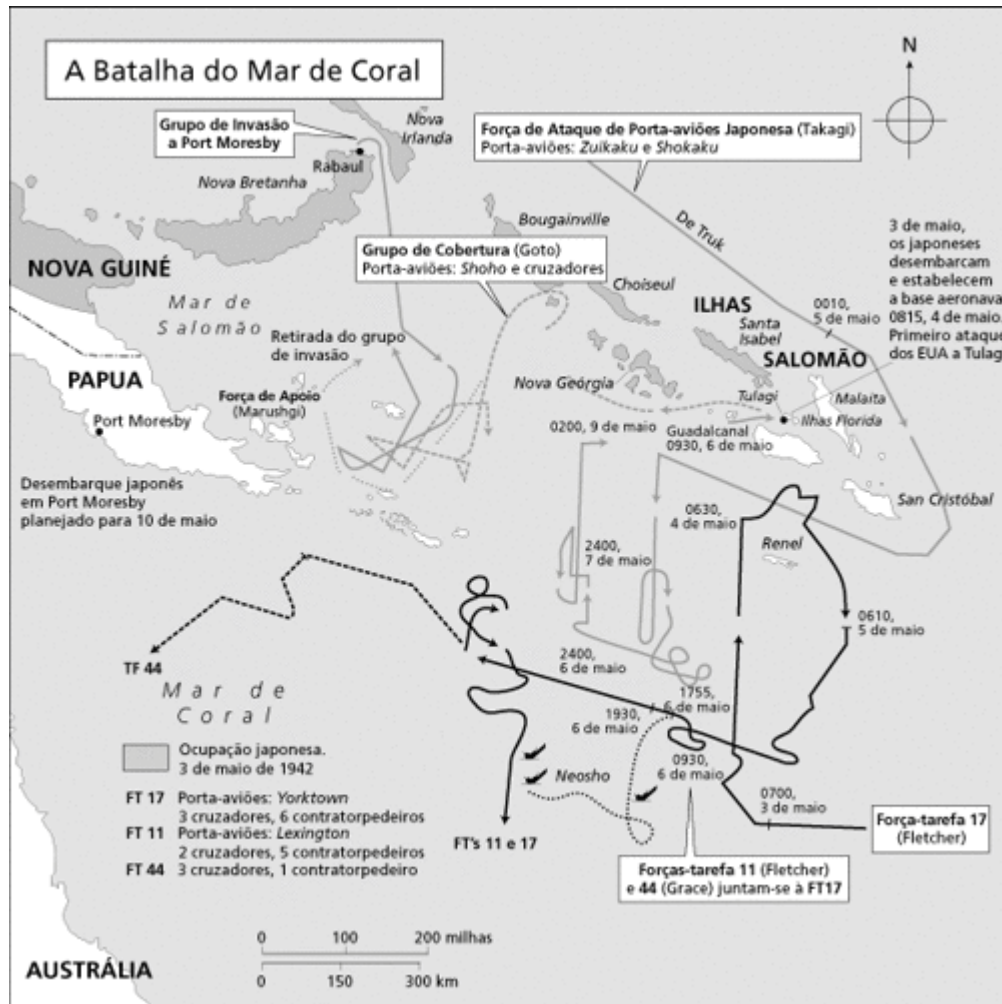 A Batalha do Mar de Coral
N
Grupo de Invasão
a Port Moresby
Nova
Irlanda
Força de Ataque de Porta-aviões Japonesa (Takagi)
Porta-aviões: Zuikaku e Shokaku
Rabaul
Nova Bretanha
Bougainville
De Truk
3 de maio,
os japoneses
desembarcam
e estabelecem
a base aeronava
0815, 4 de maio
Primeiro ataque
dos EUA a Tulag
Grupo de Cobertura (Goto)
Porta-aviões: Shoho e cruzadores
NOVA GUINÉ
Choiseul
Mar de
Salomão
ILHAS
SALOMÃO
0010,
5 de maio
Santa
Isabel
Retirada do grupo
de invasão
PAPUA
Força de Apoio
(Marushgi)
Nova Geórgia
Tulagi
Malaita
Ilhas Florida
Port Moresby
0200, 9 de maio
Guadalcanal
0930, 6 de maio
Desembarque japonês
em Port Moresby
planejado para 10 de maio
San Cristóbal
0630,
4 de maio
Renel
2400,
7 de maio
0610,
5 de maio
TF 44
2400,
6 de maio
Mar de
Coral
1755,
6 de maio
1930,
6 de maio
Ocupação japonesa.
3 de maio de 1942
Neosho
0930,
6 de maio
0700,
3 de maio
FT 17 Porta-aviões: Yorktown
3 cruzadores, 6 contratorpedeiros
FT 11 Porta-aviões: Lexington
2 cruzadores, 5 contratorpedeiros
FT 44 3 cruzadores, 1 contratorpedeiro
FT's 11 e 17
Força-tarefa 17
(Fletcher)
Forças-tarefa 11 (Fletcher)
e 44 (Grace) juntam-se à FT17
0 100 200 milhas
0 150 300 km
AUSTRÁLIA